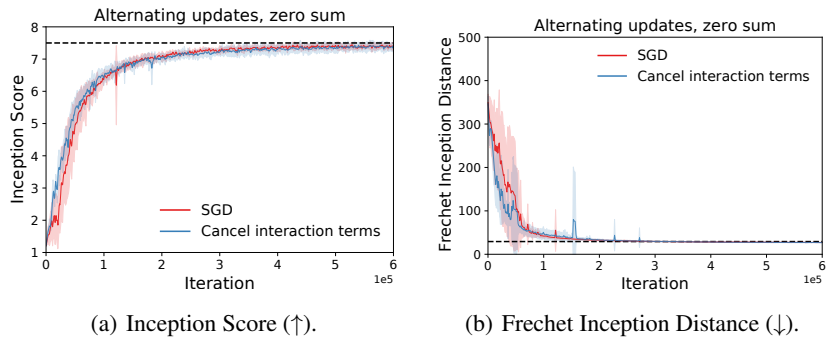 Alternating updates, zero sum
8
7
6
5
4
3
2
1
Inception Score
SGD
Cancel interaction terms
0 1 2 3 4 5 6
1e5
Iteration
(a) Inception Score (↑).
Alternating updates, zero sum
500
400
300
200
100
0
Frechet Inception Distance
SGD
Cancel interaction terms
0 1 2 3 4 5 6
1e5
Iteration
(b) Frechet Inception Distance (↓).